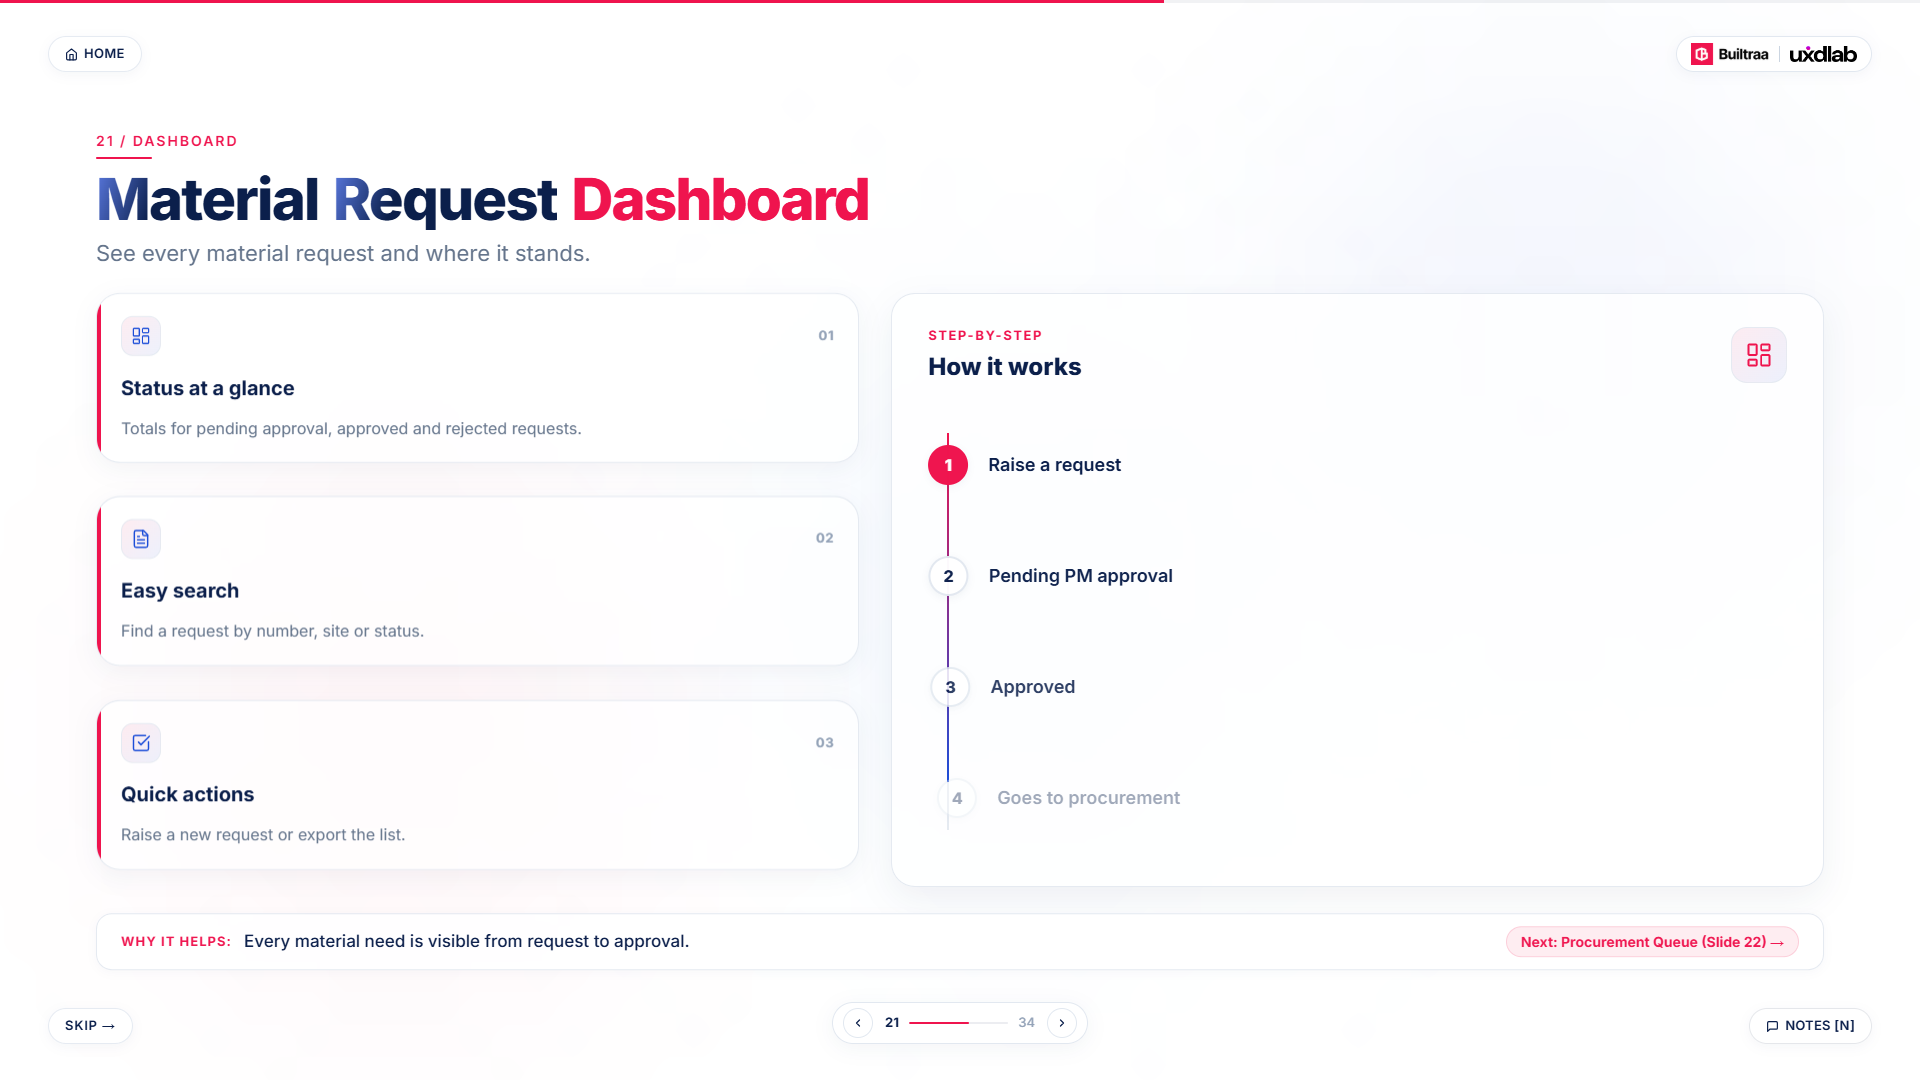 HOME
Builtraa
uxdlab
21 / DASHBOARD
Material Request Dashboard
See every material request and where it stands.
01
Status at a glance
Totals for pending approval, approved and rejected requests.
02
Easy search
Find a request by number, site or status.
03
Quick actions
Raise a new request or export the list.
STEP-BY-STEP
How it works
1 Raise a request
2 Pending PM approval
3 Approved
4 Goes to procurement
WHY IT HELPS: Every material need is visible from request to approval.
Next: Procurement Queue (Slide 22) →
SKIP →
21
34
NOTES [N]